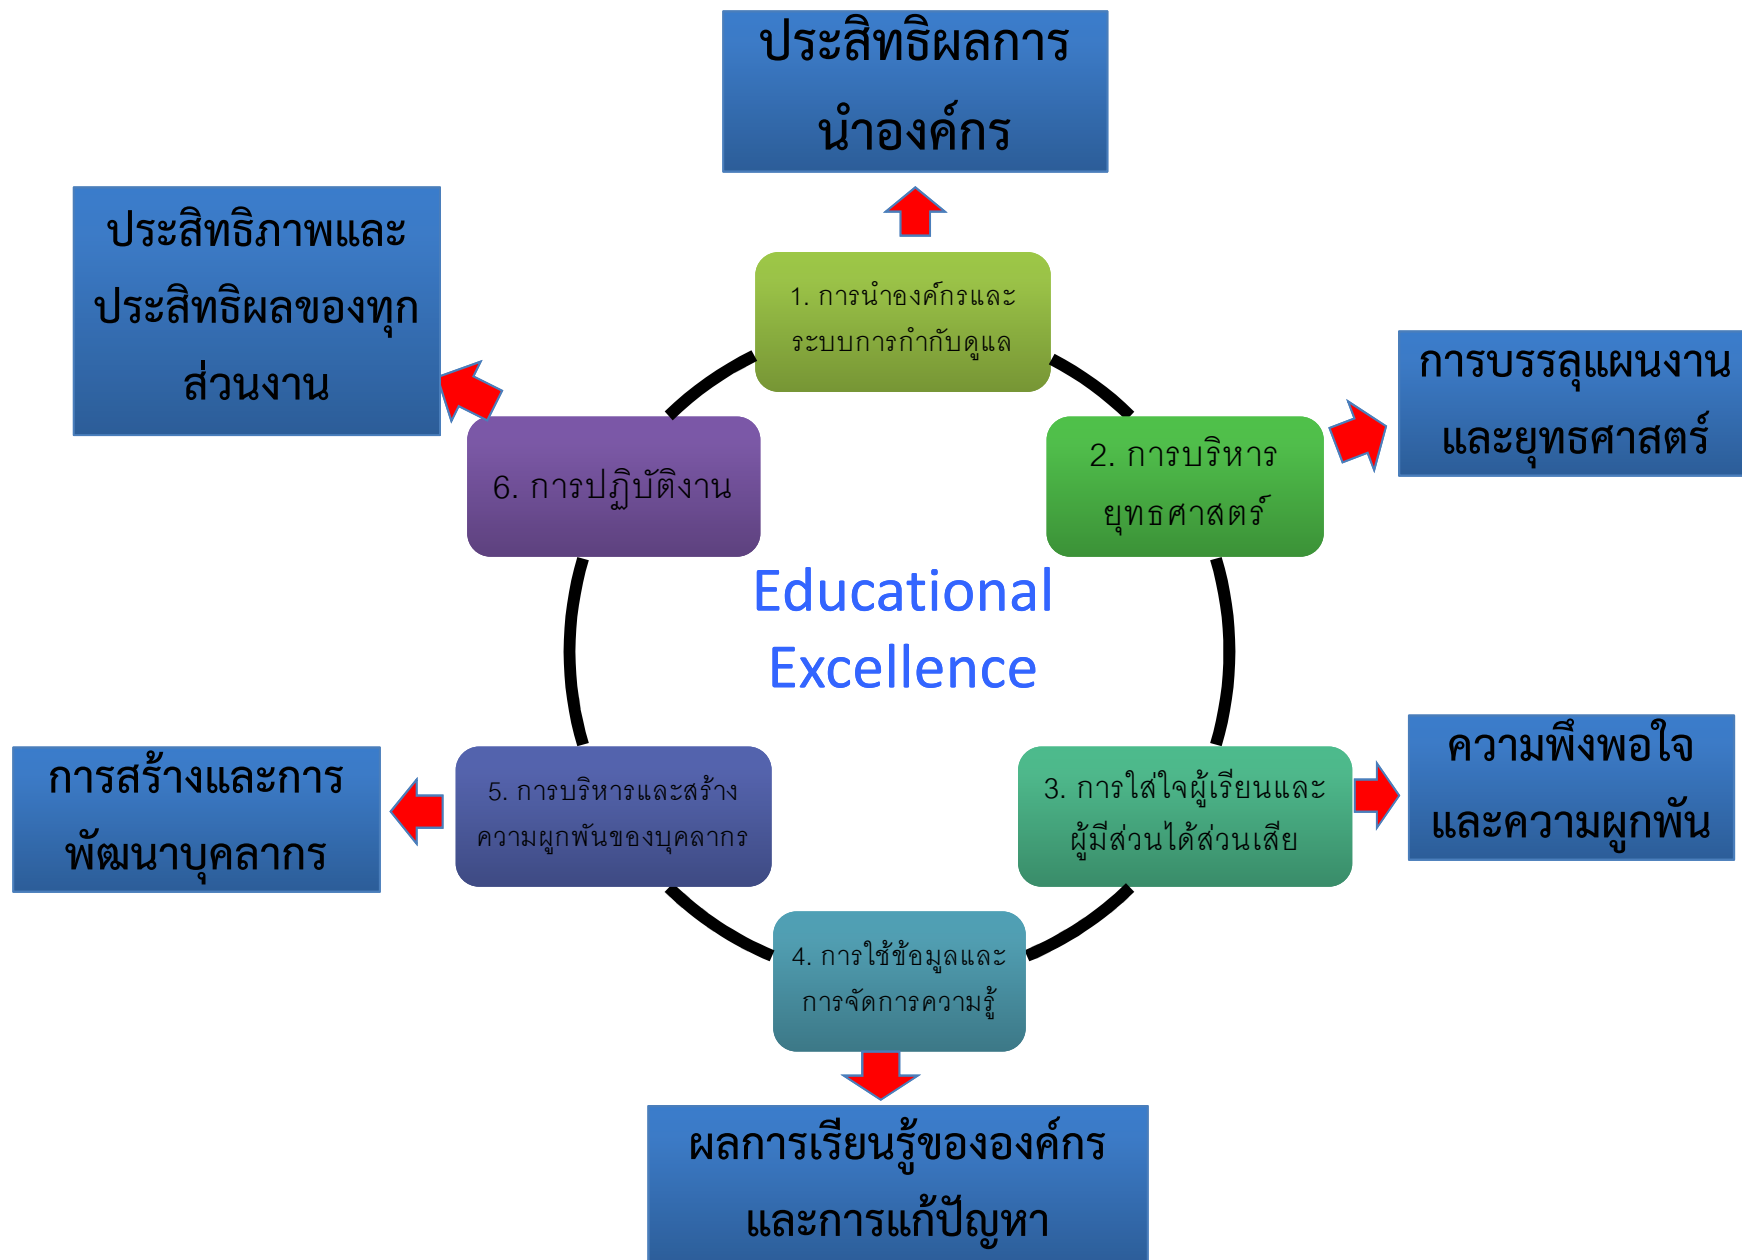 ประสิทธิผลการ
นำองค์กร
ประสิทธิภาพและ
ประสิทธิผลของทุก
ส่วนงาน
1. การนำองค์กรและ
ระบบการกำกับดูแล
การบรรลุแผนงาน
และยุทธศาสตร์
2. การบริหาร
ยุทธศาสตร์
6. การปฏิบัติงาน
Educational
Excellence
ความพึงพอใจ
และความผูกพัน
3. การใส่ใจผู้เรียนและ
ผู้มีส่วนได้ส่วนเสีย
5. การบริหารและสร้าง
ความผูกพันของบุคลากร
การสร้างและการ
พัฒนาบุคลากร
4. การใช้ข้อมูลและ
การจัดการความรู้
ผลการเรียนรู้ขององค์กร
และการแก้ปัญหา